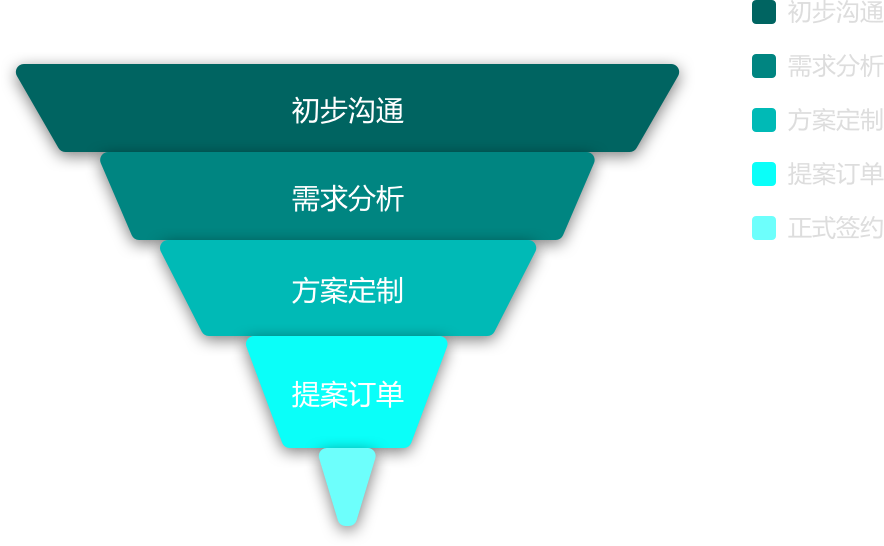 初步沟通
需求分析
方案定制
提案订单
初步沟通
需求分析
方案定制
提案订单
正式签约